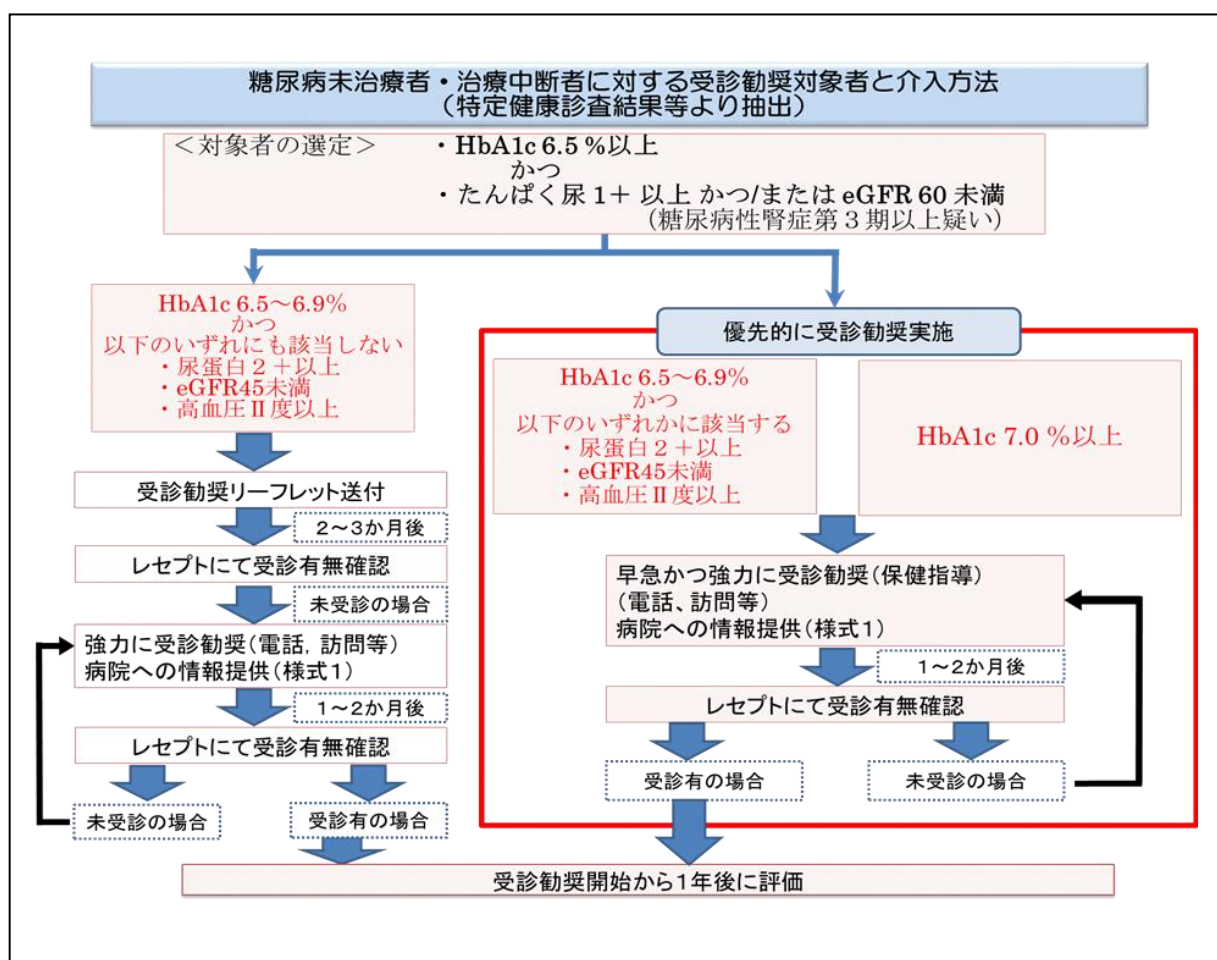 糖尿病未治療者・治療中断者に対する受診勧奨対象者と介入方法
（特定健康診査結果等より抽出）
＜対象者の選定＞ ・HbA1c 6.5 %以上
かつ
・たんぱく尿 1+ 以上 かつ/または eGFR 60 未満
（糖尿病性腎症第３期以上疑い）
HbA1c 6.5～6.9%
かつ
以下のいずれにも該当しない
・尿蛋白２＋以上
・eGFR45未満
・高血圧Ⅱ度以上
受診勧奨リーフレット送付
２～３か月後
レセプトにて受診有無確認
未受診の場合
強力に受診勧奨（電話，訪問等）
病院への情報提供（様式１）
１～２か月後
レセプトにて受診有無確認
未受診の場合
受診有の場合
優先的に受診勧奨実施
HbA1c 6.5～6.9%
かつ
以下のいずれかに該当する
・尿蛋白２＋以上
・eGFR45未満
・高血圧Ⅱ度以上
HbA1c 7.0 %以上
早急かつ強力に受診勧奨（保健指導）
（電話、訪問等）
病院への情報提供（様式１）
１～２か月後
レセプトにて受診有無確認
受診有の場合
未受診の場合
受診勧奨開始から１年後に評価